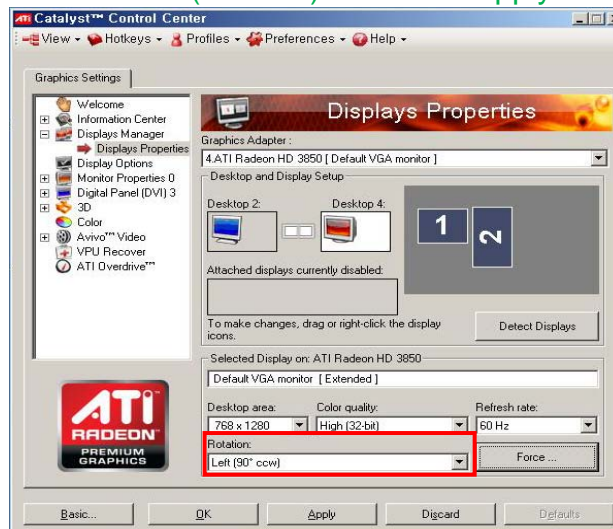 ATI Catalyst™ Control Center
View Hotkeys Profiles Preferences Help
Graphics Settings
Welcome
Information Center
Displays Manager
Displays Properties
Display Options
Monitor Properties 0
Digital Panel (DVI) 3
3D
Color
Avivo™ Video
VPU Recover
ATI Overdrive™
ATI
RADEON
PREMIUM
GRAPHICS
Displays Properties
Graphics Adapter :
4.ATI Radeon HD 3850 [ Default VGA monitor ]
Desktop and Display Setup
Desktop 2: Desktop 4:
1 2
Attached displays currently disabled:
To make changes, drag or right-click the display
icons.
Detect Displays
Selected Display on: ATI Radeon HD 3850
Default VGA monitor [ Extended ]
Desktop area: Color quality: Refresh rate:
768 x 1280 High (32-bit) 60 Hz
Rotation:
Left (90° ccw)
Force ...
Basic... OK Apply Discard Defaults